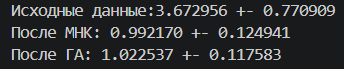 Исходные данные:3.672956 +- 0.770909
После МНК: 0.992170 +- 0.124941
После ГА: 1.022537 +- 0.117583